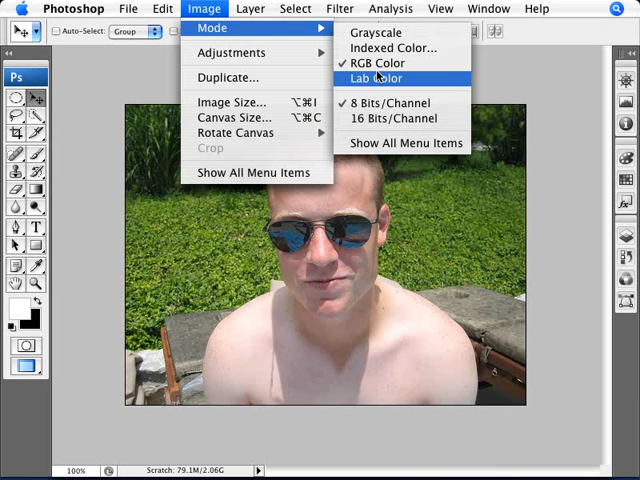 Photoshop File Edit Image Layer Select Filter Analysis View Window Help
Auto-Select: Group
Mode
Adjustments
Duplicate...
Image Size... ⌥⌘I
Canvas Size... ⌥⌘C
Rotate Canvas
Crop
Show All Menu Items
Grayscale
Indexed Color...
✓ RGB Color
Lab Color
✓ 8 Bits/Channel
16 Bits/Channel
Show All Menu Items
Ps
T
100% Scratch: 79.1M/2.06G